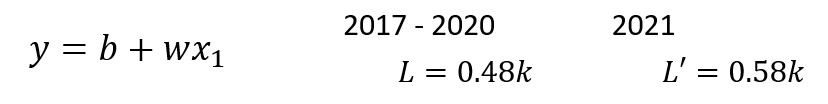 y = b + wx₁
2017 - 2020 2021
L = 0.48k L′ = 0.58k